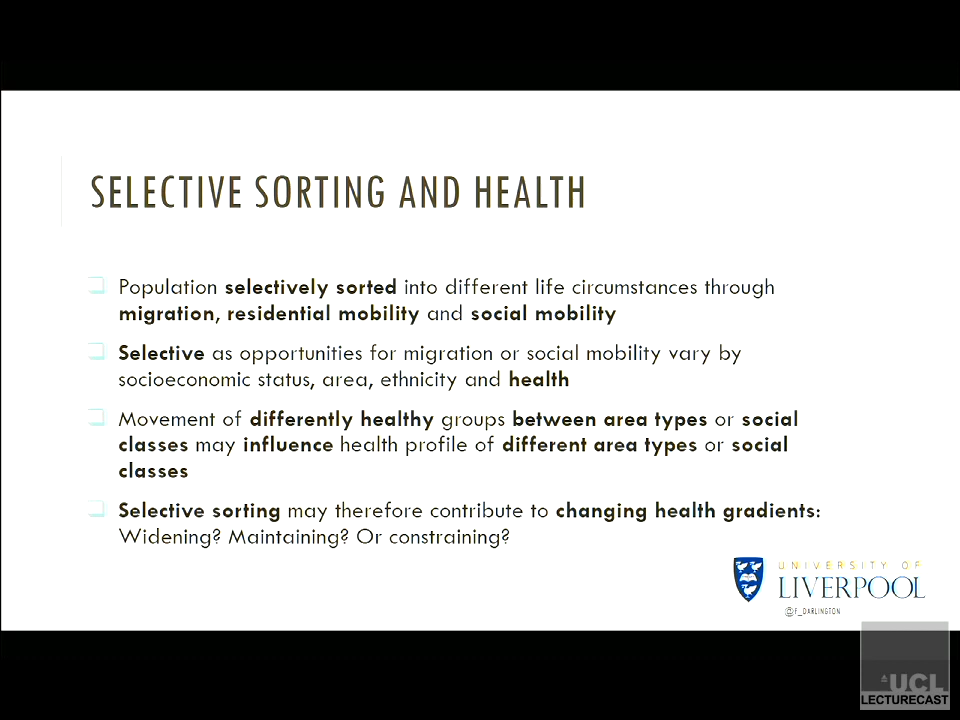 SELECTIVE SORTING AND HEALTH
Population selectively sorted into different life circumstances through
migration, residential mobility and social mobility
Selective as opportunities for migration or social mobility vary by
socioeconomic status, area, ethnicity and health
Movement of differently healthy groups between area types or social
classes may influence health profile of different area types or social
classes
Selective sorting may therefore contribute to changing health gradients:
Widening? Maintaining? Or constraining?
UNIVERSITY OF
LIVERPOOL
@F_DARLINGTON
UCL
LECTURECAST